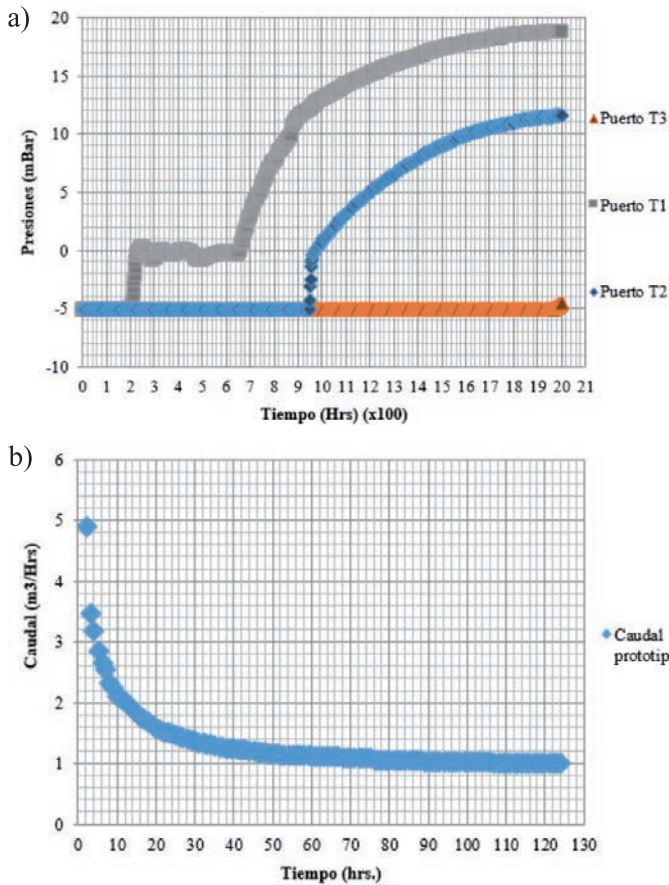 a)
20
15
10
5
0
-5
-10
Presiones (mBar)
0 1 2 3 4 5 6 7 8 9 10 11 12 13 14 15 16 17 18 19 20 21
Tiempo (Hrs) (x100)
Puerto T3
Puerto T1
Puerto T2
b)
6
5
4
3
2
1
0
Caudal (m3/Hrs)
0 10 20 30 40 50 60 70 80 90 100 110 120 130
Tiempo (hrs.)
Caudal
prototip